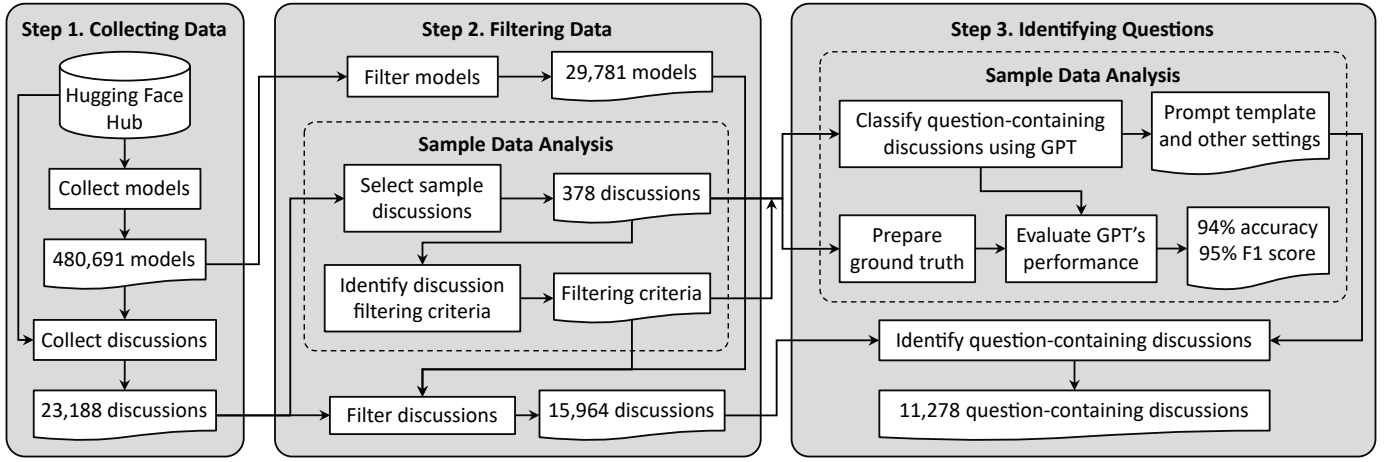 Step 1. Collecting Data
Hugging Face
Hub
Collect models
480,691 models
Collect discussions
23,188 discussions
Step 2. Filtering Data
Filter models
29,781 models
Sample Data Analysis
Select sample
discussions
378 discussions
Identify discussion
filtering criteria
Filtering criteria
Filter discussions
15,964 discussions
Step 3. Identifying Questions
Sample Data Analysis
Classify question-containing
discussions using GPT
Prompt template
and other settings
Prepare
ground truth
Evaluate GPT’s
performance
94% accuracy
95% F1 score
Identify question-containing discussions
11,278 question-containing discussions